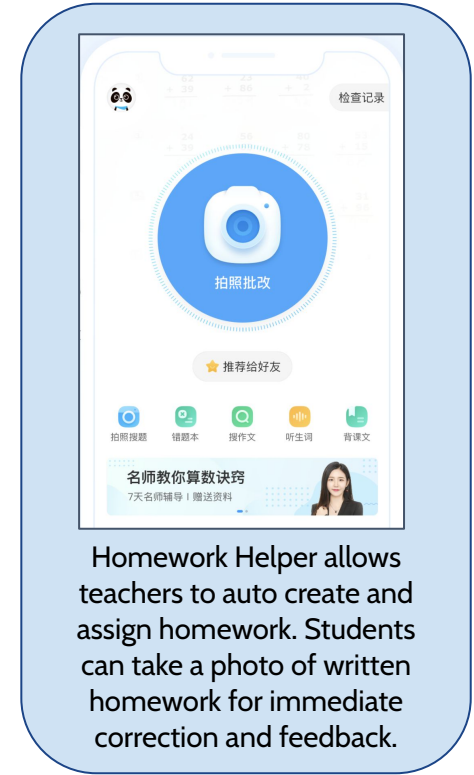 检查记录
拍照批改
推荐给好友
拍照搜题 错题本 搜作文 听生词 背课文
名师教你算数诀窍
7天名师辅导 | 赠送资料
Homework Helper allows
teachers to auto create and
assign homework. Students
can take a photo of written
homework for immediate
correction and feedback.